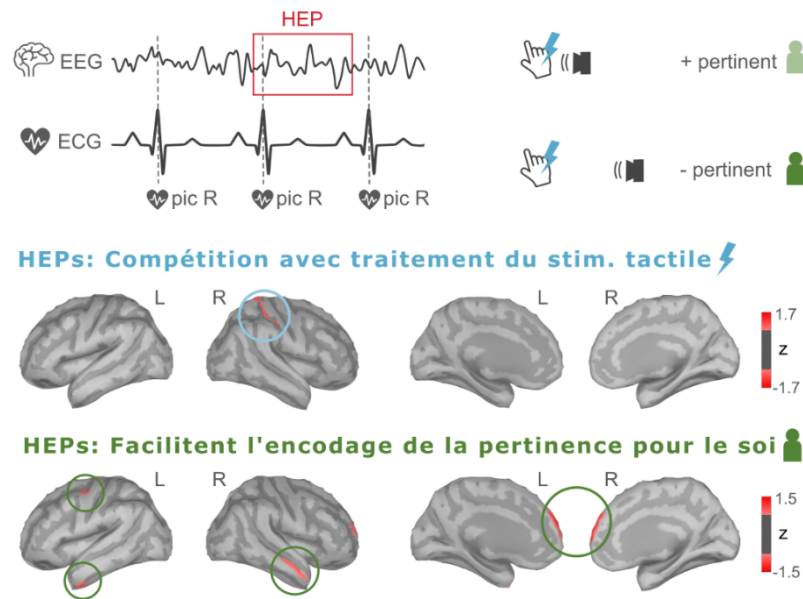 HEP
EEG
+ pertinent
ECG
pic R pic R pic R
- pertinent
HEPs: Compétition avec traitement du stim. tactile
L R L R
1.7
z
-1.7
HEPs: Facilitent l'encodage de la pertinence pour le soi
L R L R
1.5
z
-1.5